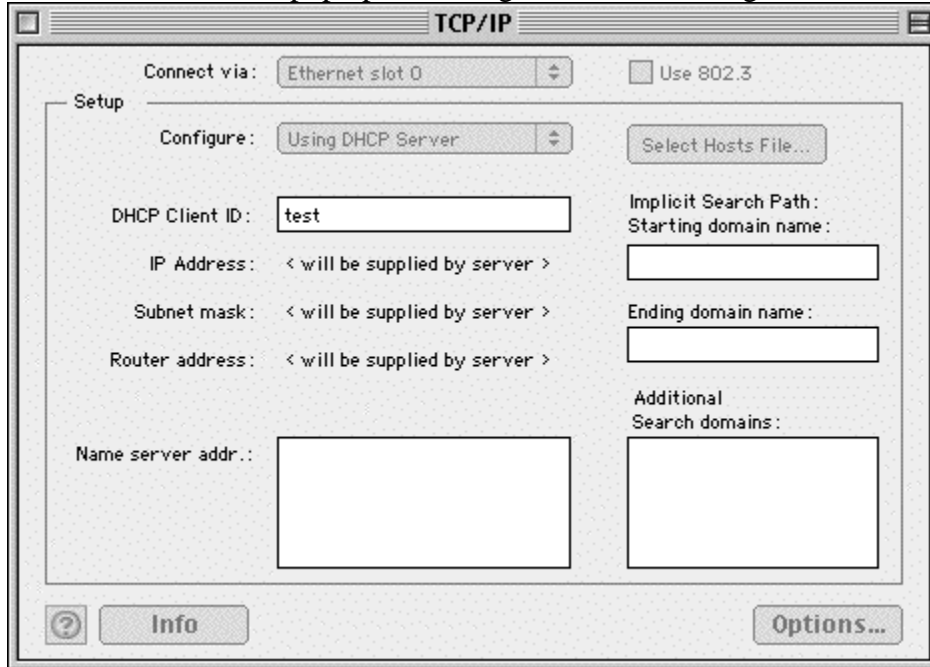 TCP/IP
Connect via: Ethernet slot 0 Use 802.3
Setup
Configure: Using DHCP Server Select Hosts File...
Implicit Search Path:
DHCP Client ID: test Starting domain name:
IP Address: < will be supplied by server >
Subnet mask: < will be supplied by server > Ending domain name:
Router address: < will be supplied by server >
Additional
Search domains:
Name server addr.:
? Info Options...